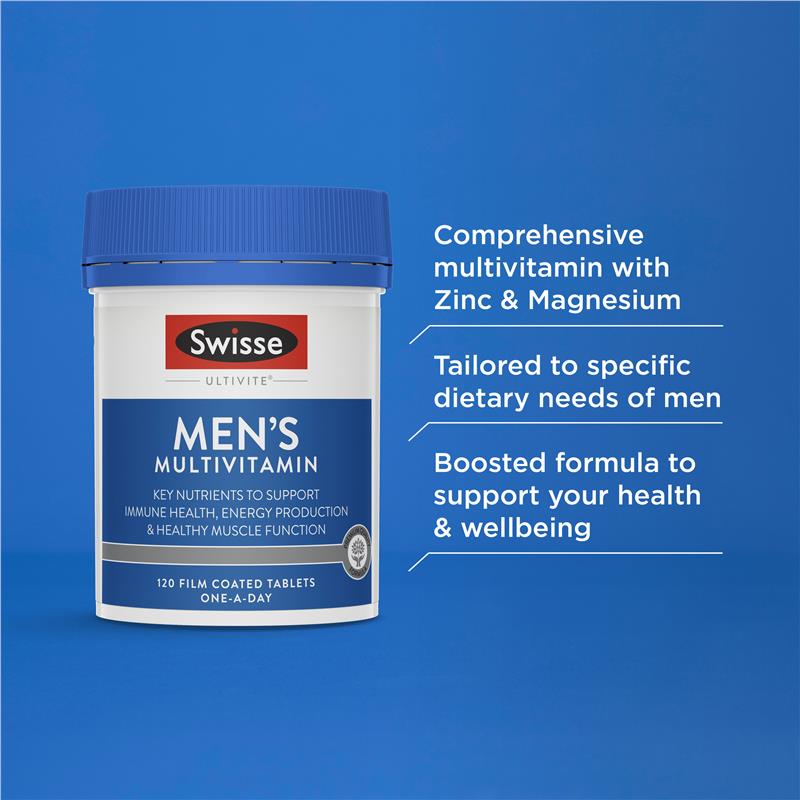 Swisse
ULTIVITE®
MEN'S
MULTIVITAMIN
KEY NUTRIENTS TO SUPPORT
IMMUNE HEALTH, ENERGY PRODUCTION
& HEALTHY MUSCLE FUNCTION
120 FILM COATED TABLETS
ONE-A-DAY
Comprehensive
multivitamin with
Zinc & Magnesium
Tailored to specific
dietary needs of men
Boosted formula to
support your health
& wellbeing